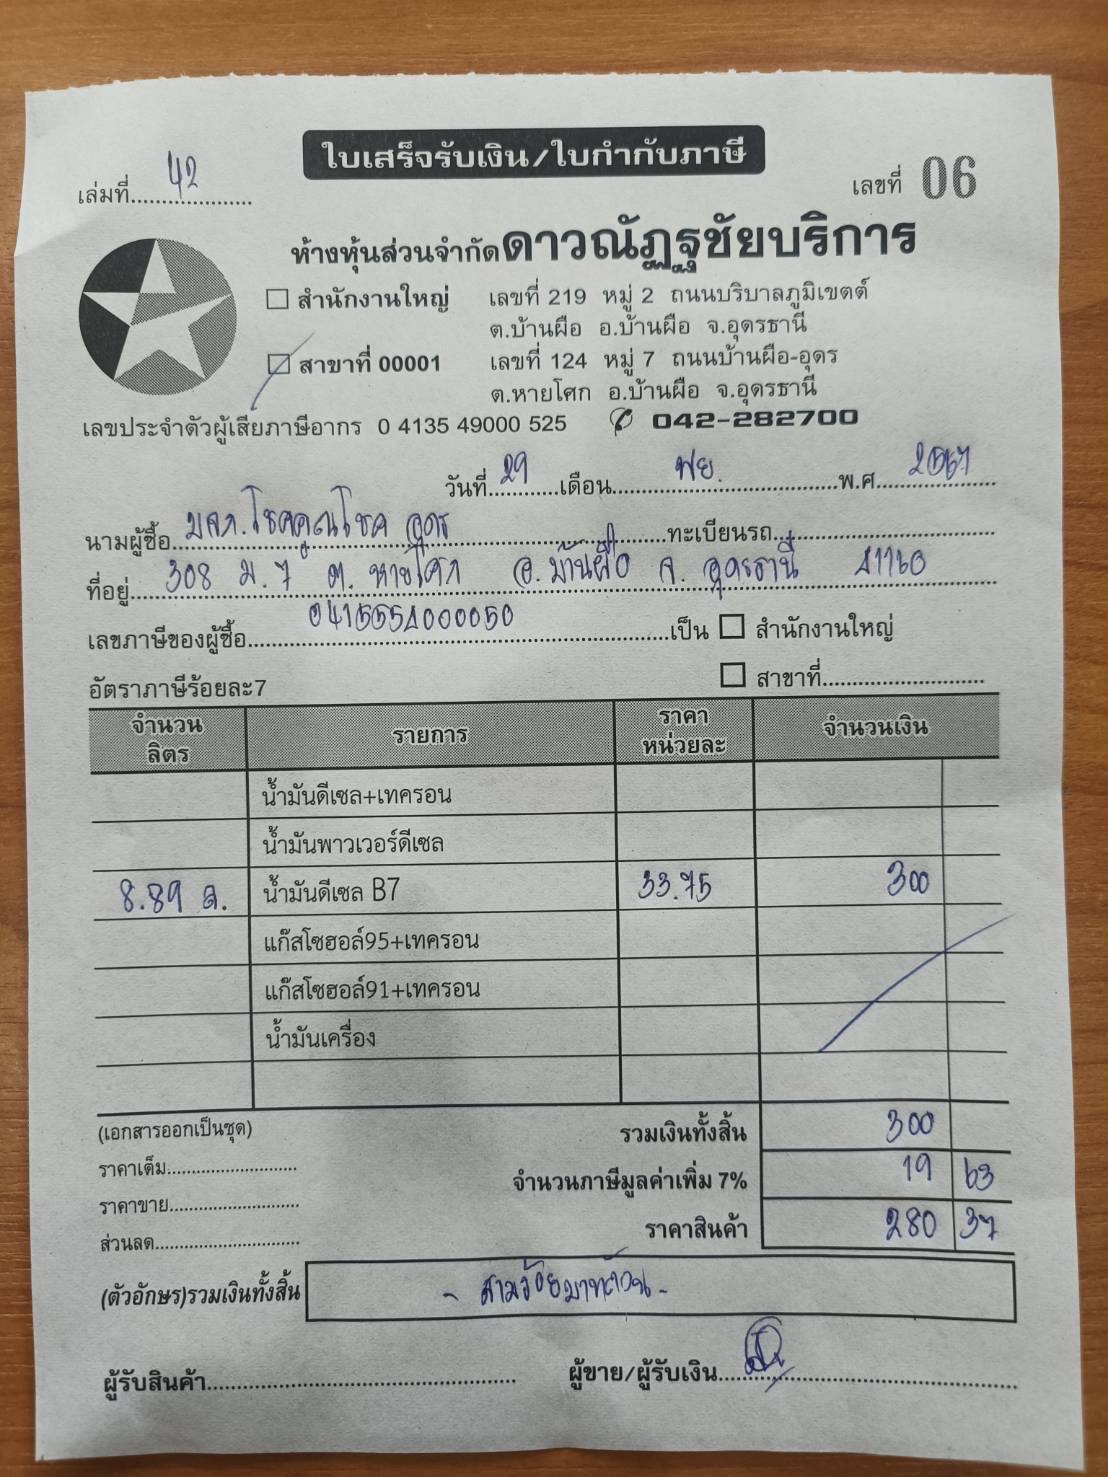 ใบเสร็จรับเงิน/ใบกำกับภาษี
เล่มที่ 42 เลขที่ 06
ห้างหุ้นส่วนจำกัดดาวณัฏฐชัยบริการ
สำนักงานใหญ่ เลขที่ 219 หมู่ 2 ถนนบริบาลภูมิเขตต์
ต.บ้านผือ อ.บ้านผือ จ.อุดรธานี
สาขาที่ 00001 เลขที่ 124 หมู่ 7 ถนนบ้านผือ-อุดร
ต.หายโศก อ.บ้านผือ จ.อุดรธานี
เลขประจำตัวผู้เสียภาษีอากร 0 4135 49000 525 042-282700
วันที่ 29 เดือน พย. พ.ศ. 2567
นามผู้ซื้อ บจก.โชคคูณโชค อุดร ทะเบียนรถ
ที่อยู่ 308 ม.7 ต.หายโศก อ.บ้านผือ จ.อุดรธานี 41160
เลขภาษีของผู้ซื้อ 0415554000050 เป็น สำนักงานใหญ่
อัตราภาษีร้อยละ7 สาขาที่
จำนวนลิตร รายการ ราคาหน่วยละ จำนวนเงิน
น้ำมันดีเซล+เทครอน
น้ำมันพาวเวอร์ดีเซล
8.89 ล. น้ำมันดีเซล B7 33.75 300
แก๊สโซฮอล์95+เทครอน
แก๊สโซฮอล์91+เทครอน
น้ำมันเครื่อง
(เอกสารออกเป็นชุด) รวมเงินทั้งสิ้น 300
ราคาเต็ม จำนวนภาษีมูลค่าเพิ่ม 7% 19 63
ราคาขาย ราคาสินค้า 280 37
ส่วนลด
(ตัวอักษร)รวมเงินทั้งสิ้น - สามร้อยบาทถ้วน -
ผู้รับสินค้า ผู้ขาย/ผู้รับเงิน